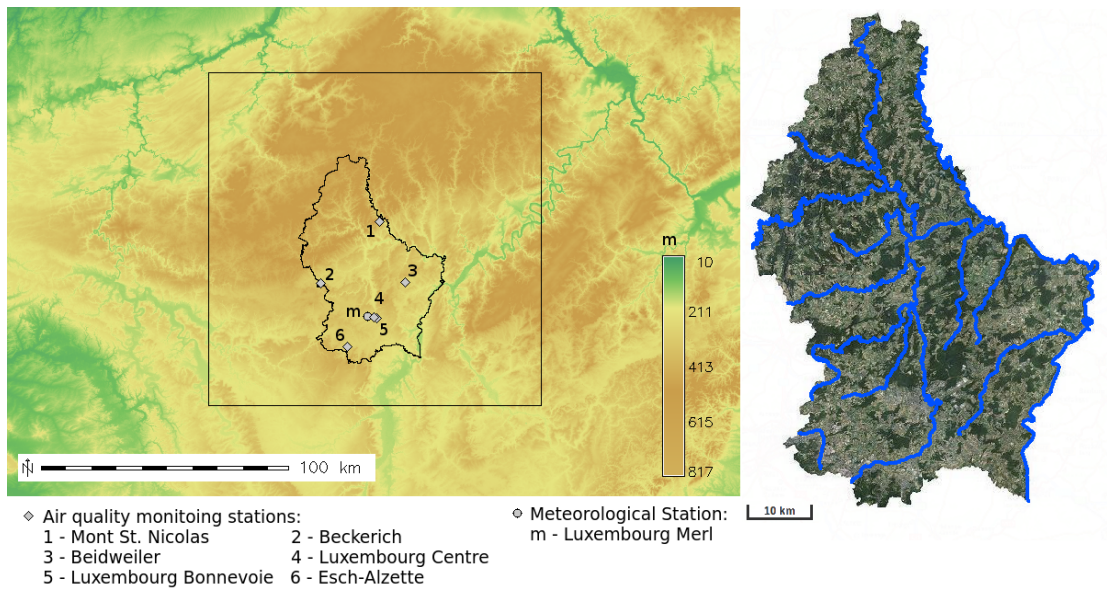 1
2
3
4
m
5
6
m
10
211
413
615
817
N
100 km
10 km
Air quality monitoing stations:
1 - Mont St. Nicolas
2 - Beckerich
3 - Beidweiler
4 - Luxembourg Centre
5 - Luxembourg Bonnevoie
6 - Esch-Alzette
Meteorological Station:
m - Luxembourg Merl